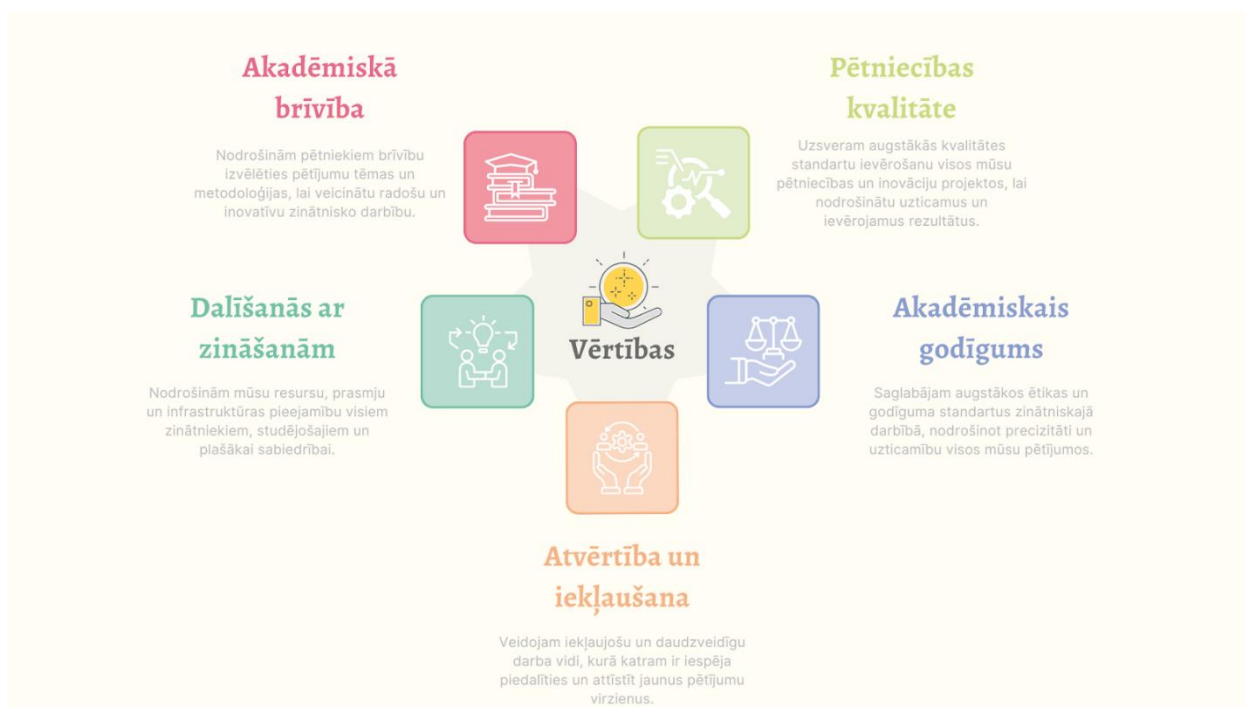 Akadēmiskā
brīvība
Nodrošinām pētniekiem brīvību
izvēlēties pētījumu tēmas un
metodoloģijas, lai veicinātu radošu un
inovatīvu zinātnisko darbību.
Pētniecības
kvalitāte
Uzsveram augstākās kvalitātes
standartu ievērošanu visos mūsu
pētniecības un inovāciju projektos, lai
nodrošinātu uzticamus un
ievērojamus rezultātus.
Dalīšanās ar
zināšanām
Nodrošinām mūsu resursu, prasmju
un infrastruktūras pieejamību visiem
zinātniekiem, studējošajiem un
plašākai sabiedrībai.
Vērtības
Akadēmiskais
godīgums
Saglabājam augstākos ētikas un
godīguma standartus zinātniskajā
darbībā, nodrošinot precizitāti un
uzticamību visos mūsu pētījumos.
Atvērtība un
iekļaušana
Veidojam iekļaujošu un daudzveidīgu
darba vidi, kurā katram ir iespēja
piedalīties un attīstīt jaunus pētījumu
virzienus.